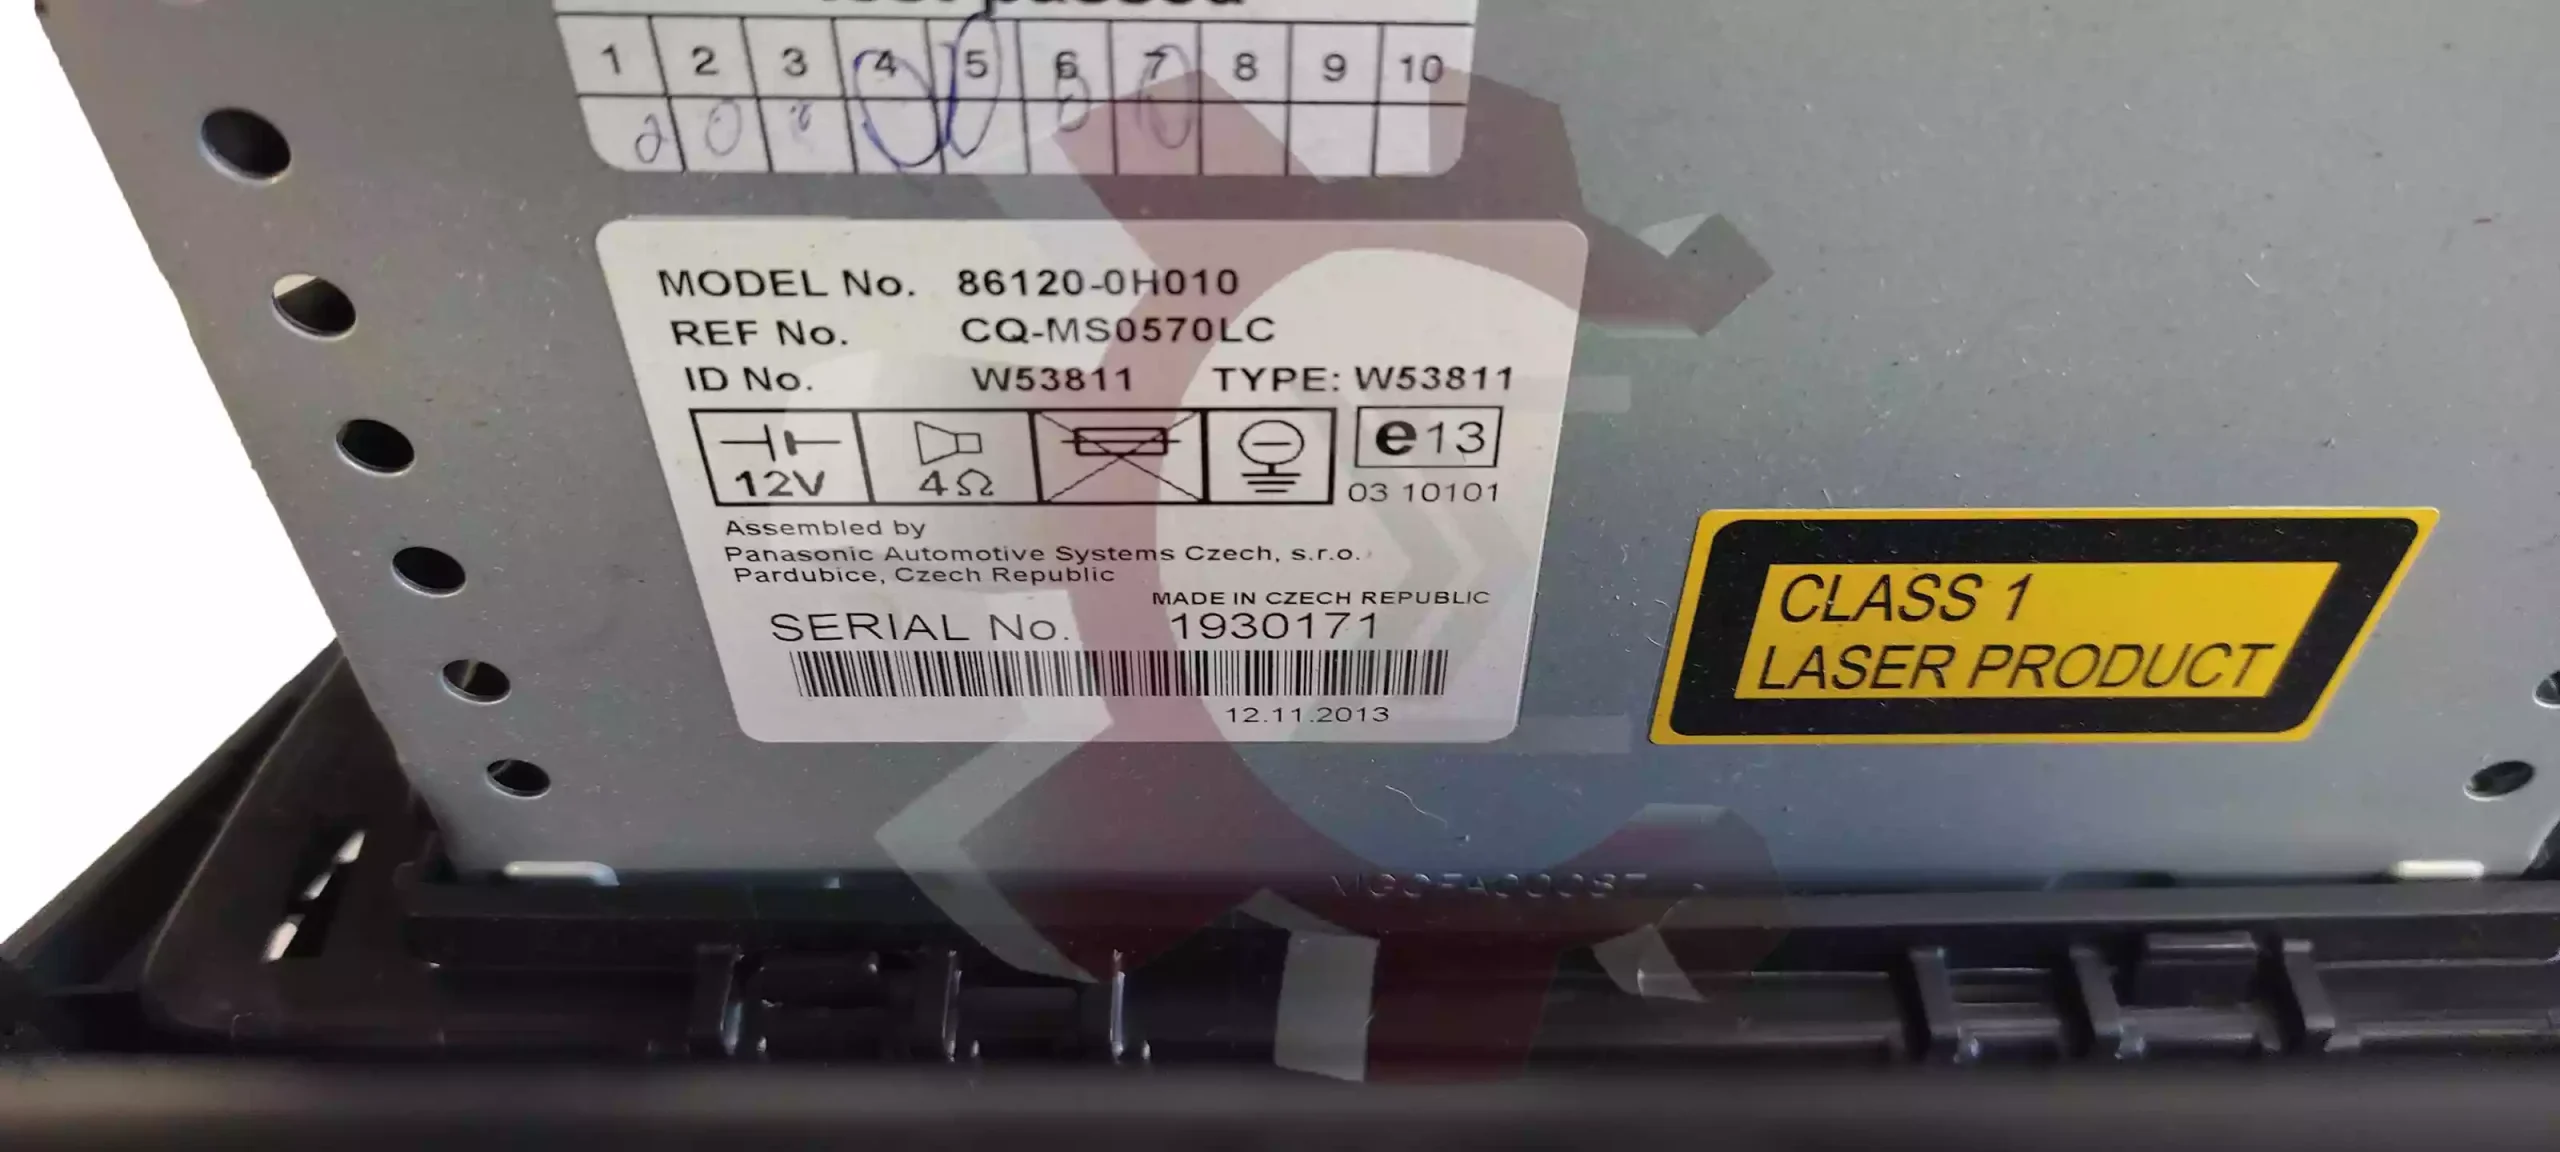 Test passed
1 2 3 4 5 6 7 8 9 10
MODEL No. 86120-0H010
REF No. CQ-MS0570LC
ID No. W53811 TYPE: W53811
12V 4Ω e13
03 10101
Assembled by
Panasonic Automotive Systems Czech, s.r.o.
Pardubice, Czech Republic
MADE IN CZECH REPUBLIC
SERIAL No. 1930171
12.11.2013
CLASS 1
LASER PRODUCT